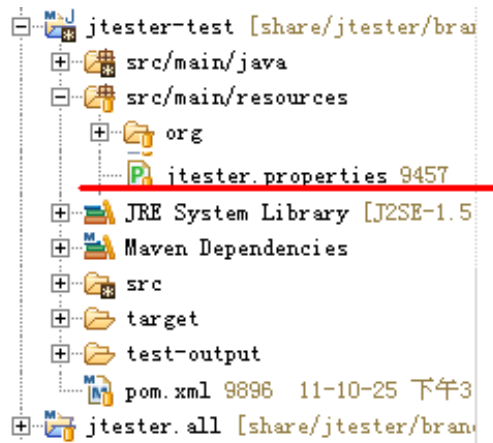 jtester-test [share/jtester/bra
src/main/java
src/main/resources
org
jtester.properties 9457
JRE System Library [J2SE-1.5
Maven Dependencies
src
target
test-output
pom.xml 9896 11-10-25 下午3
jtester.all [share/jtester/bran